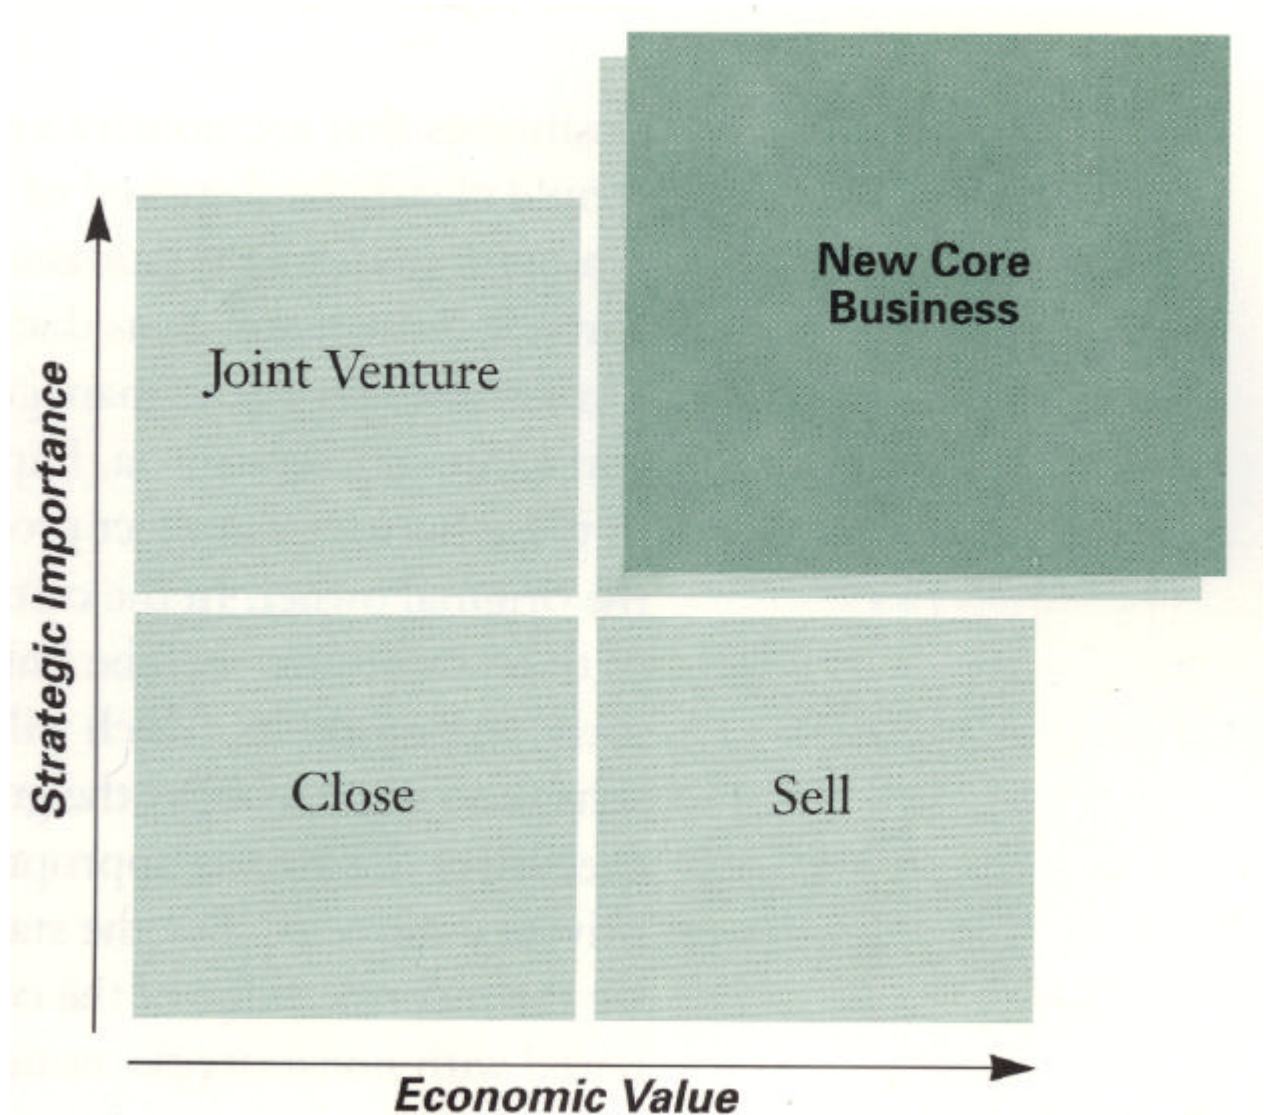 New Core
Business
Joint Venture
Strategic Importance
Close
Sell
Economic Value